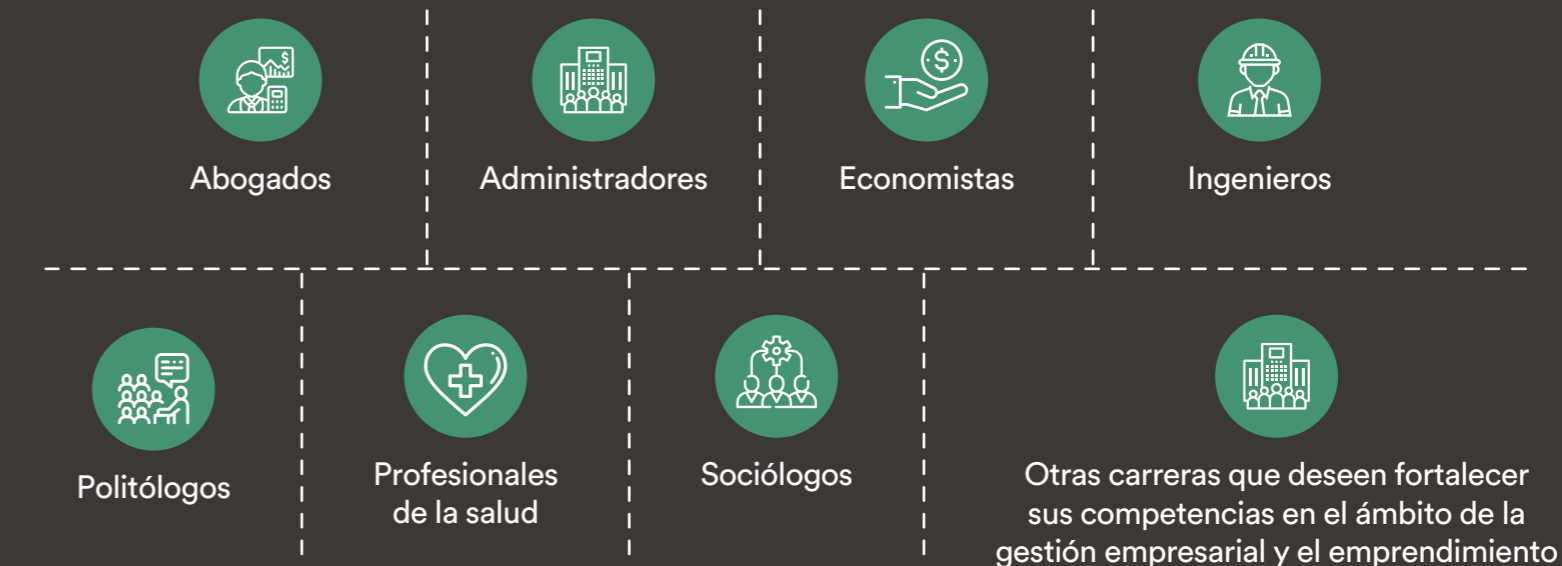 Abogados
Administradores
Economistas
Ingenieros
Politólogos
Profesionales
de la salud
Sociólogos
Otras carreras que deseen fortalecer
sus competencias en el ámbito de la
gestión empresarial y el emprendimiento